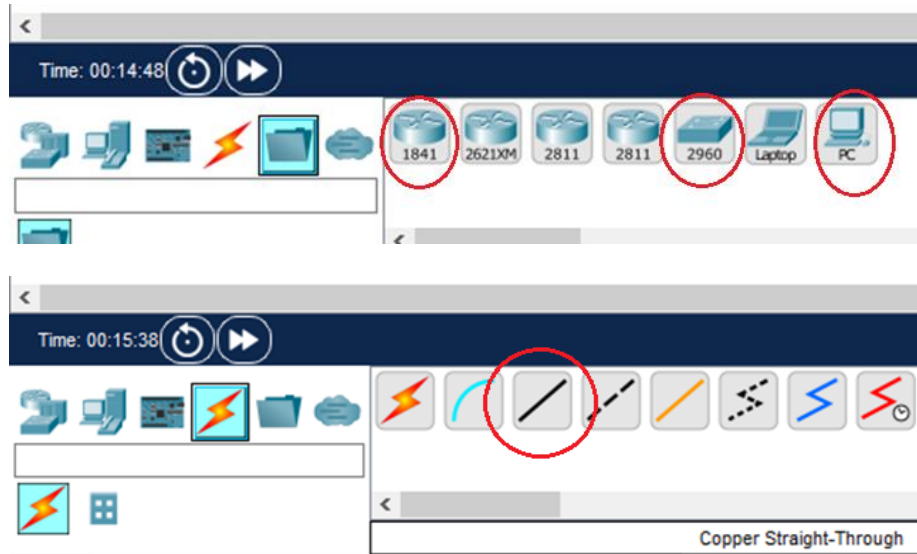 Time: 00:14:48
1841
2621XM
2811
2811
2960
Laptop
PC
Time: 00:15:38
Copper Straight-Through